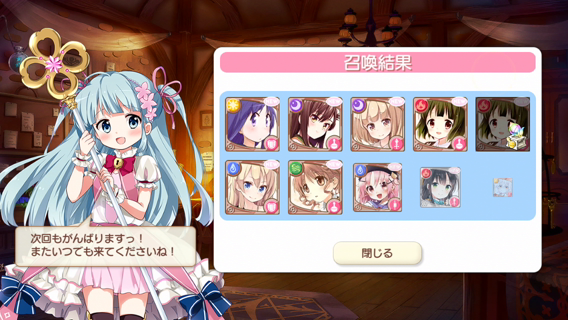 召喚結果
次回もがんばりますっ！
またいつでも来てくださいね！
閉じる